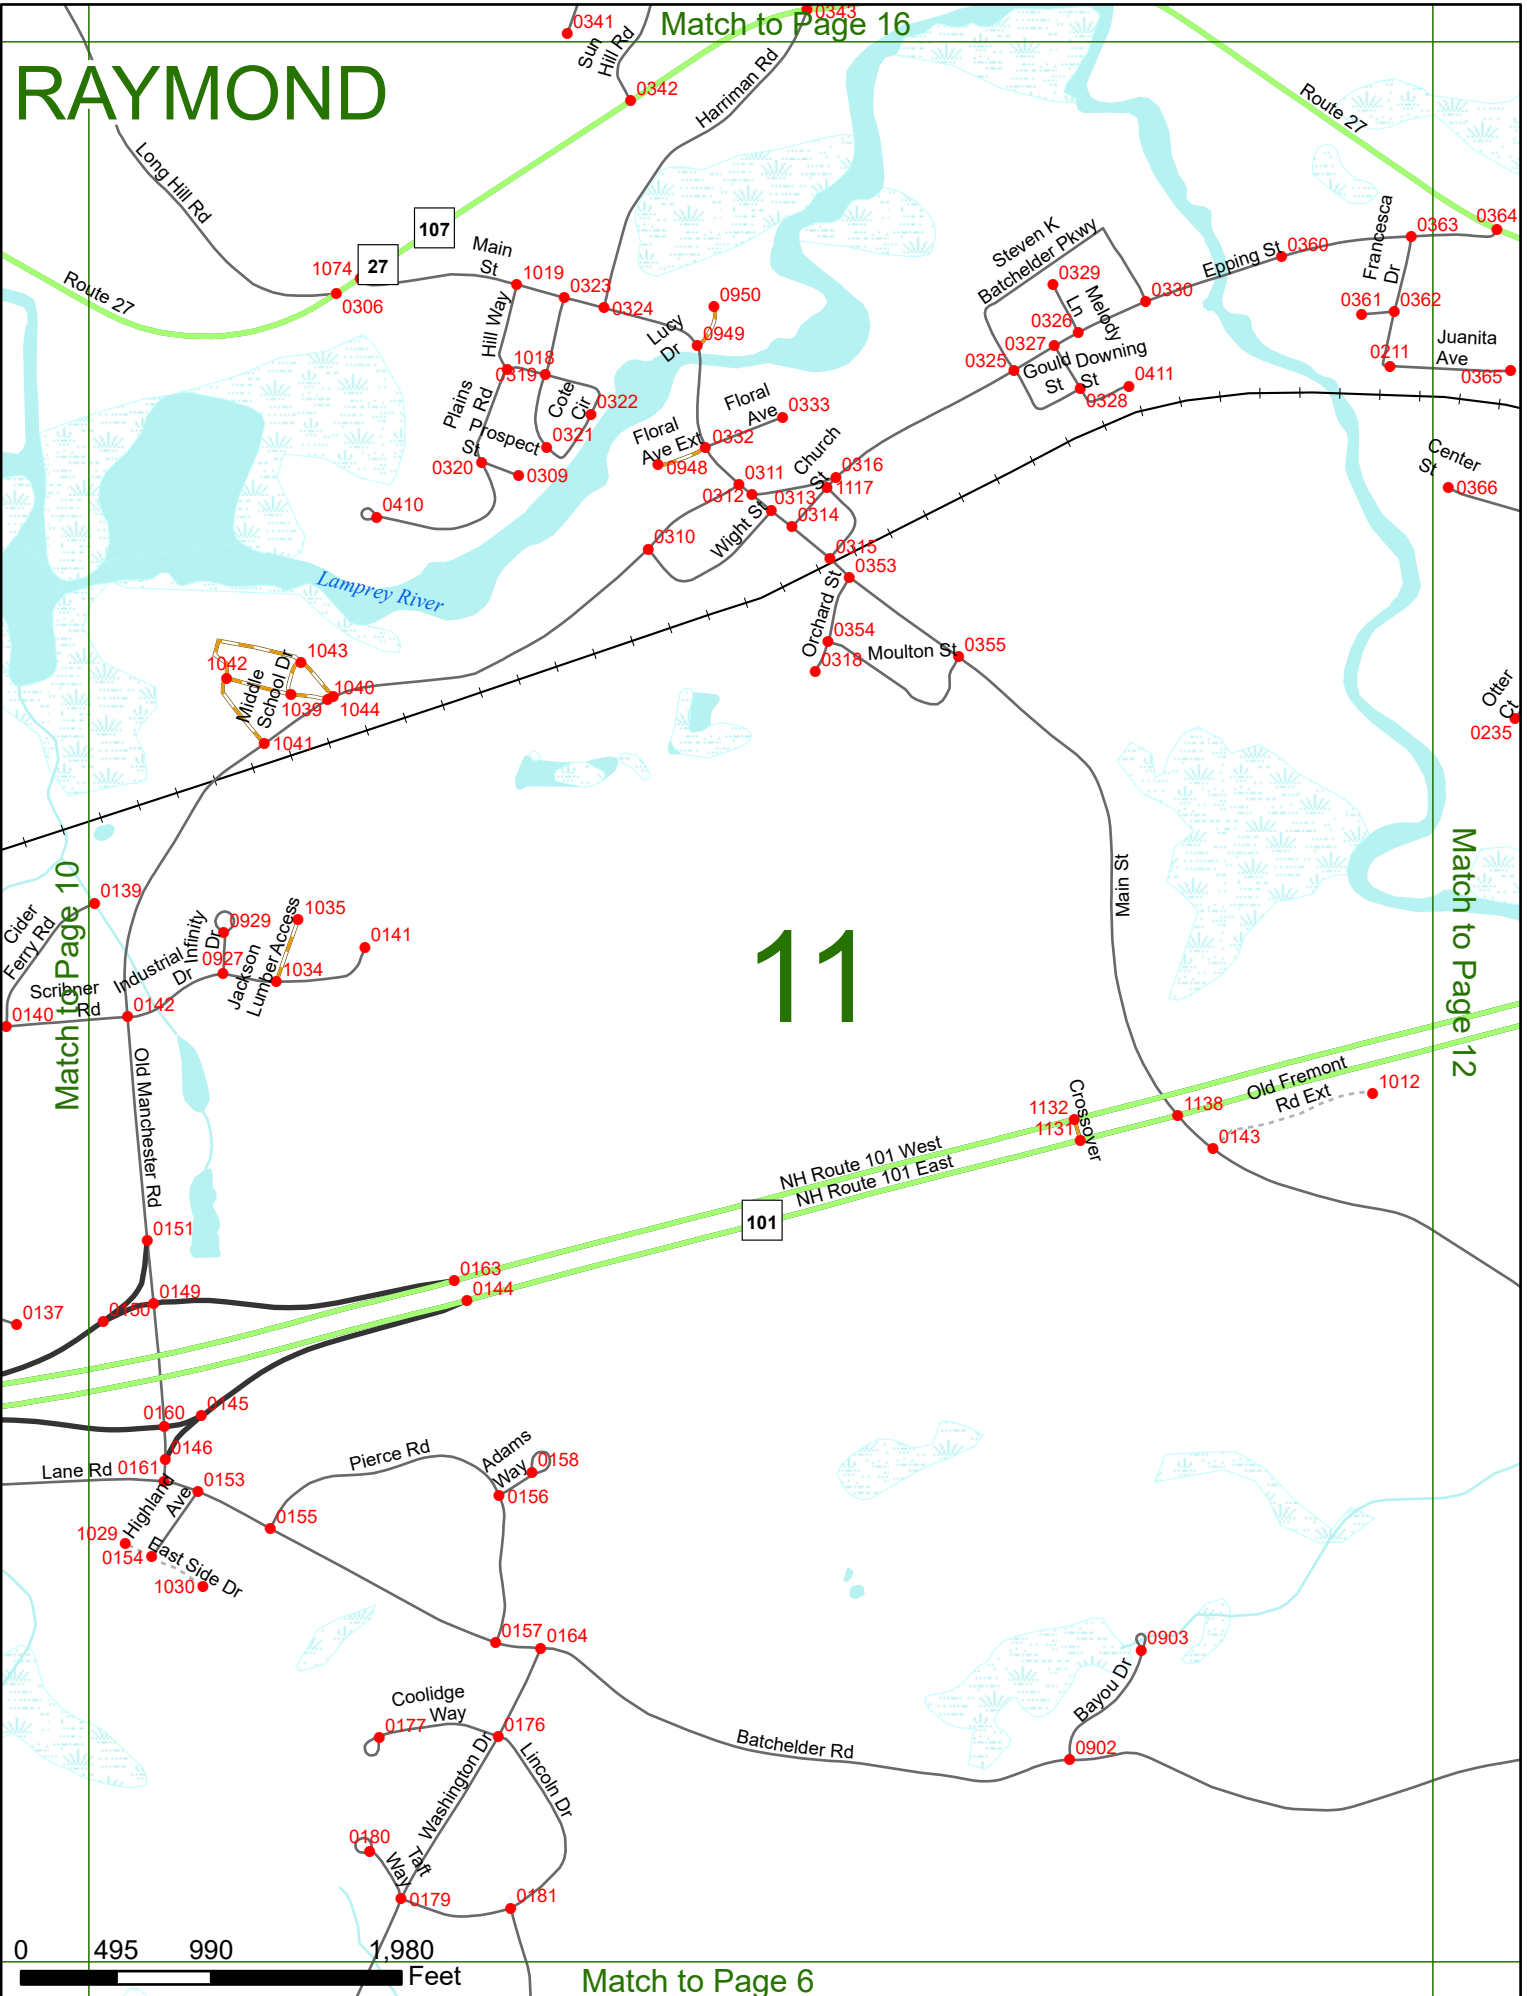 0341
Sun
Hill Rd
Match to Page 16
0343
RAYMOND
0342
Harriman Rd
Route 27
Long Hill Rd
107
27
Main
St
1074
0306
Route 27
1019
0323
0324
Hill Way
0950
Lucy
Dr
0949
1018
0319
Plains
Rd
Cote
Cir
0322
Prospect
St
0321
0320
0309
0410
Floral
Ave
0333
Floral
Ave Ext
0332
0948
0311
0312
Church
St
0316
1117
0313
0314
Wight St
0310
0315
0353
Orchard St
0354
0318
Moulton St
0355
Steven K
Batchelder Pkwy
0329
Melody
Ln
0326
0327
0325
0330
Gould
St
Downing
St
0328
0411
Epping St
0360
Francesca
Dr
0363
0364
0361
0362
0211
Juanita
Ave
0365
Center
St
0366
Otter
Ct
0235
Lamprey River
1043
1042
Middle
School Dr
1039
1040
1044
1041
Match to Page 10
0139
Cider
Ferry Rd
Scribner
Rd
0140
0142
Industrial
Dr
Infinity
Dr
0929
0927
Jackson
Lumber Access
1035
1034
0141
11
Main St
Match to Page 12
Old Manchester Rd
Old Fremont
Rd Ext
1012
Crossover
1132
1131
1138
0143
NH Route 101 West
NH Route 101 East
101
0151
0163
0144
0149
0150
0137
0160
0145
0146
Lane Rd
0161
0153
Highland
Ave
1029
0154
East Side Dr
1030
Pierce Rd
0155
Adams
Way
0158
0156
0157
0164
Coolidge
Way
0177
0176
Washington Dr
Lincoln Dr
Batchelder Rd
Bayou Dr
0903
0902
0180
Taft
Way
0179
0181
0 495 990 1,980
Feet
Match to Page 6